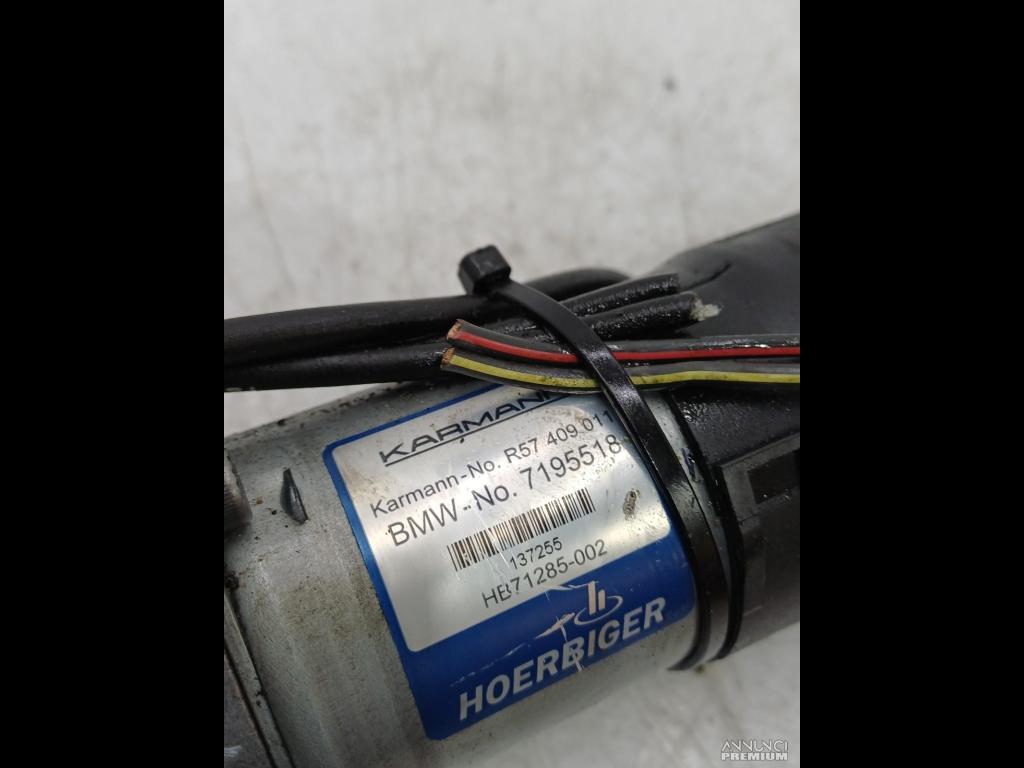 KARMANN
Karmann-No. R57 409 011
BMW-No. 7195518
137255
HB71285-002
HOERBIGER
ANNUNCI
PREMIUM